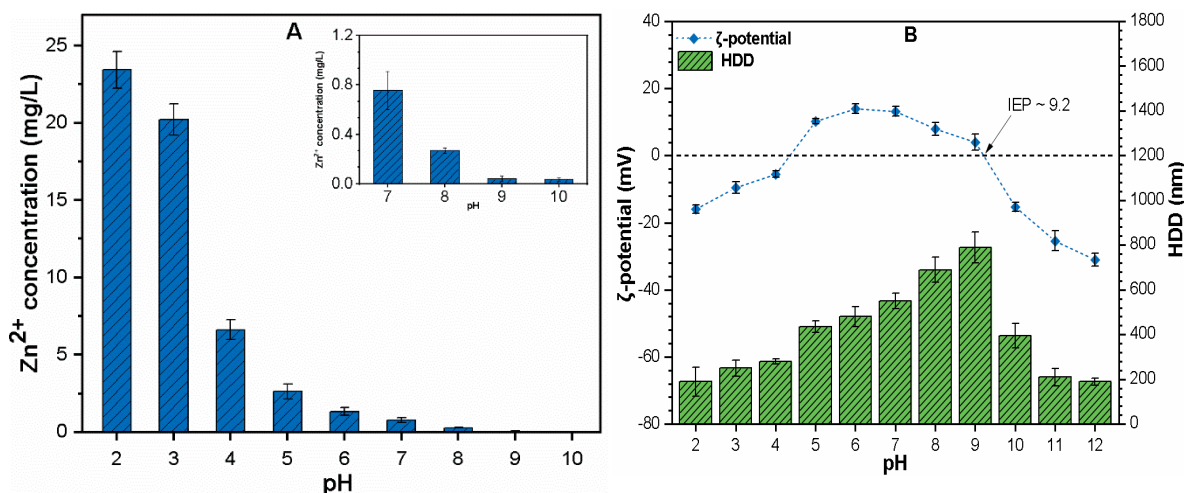 A
Zn2+ concentration (mg/L)
25
20
15
10
5
0
2 3 4 5 6 7 8 9 10
pH
Zn2+ concentration (mg/L)
1.2
0.8
0.4
0.0
7 8 9 10
pH
B
ζ-potential
HDD
IEP ~ 9.2
ζ-potential (mV)
40
20
0
-20
-40
-60
-80
2 3 4 5 6 7 8 9 10 11 12
pH
1800
1600
1400
1200
1000
800
600
400
200
0
HDD (nm)